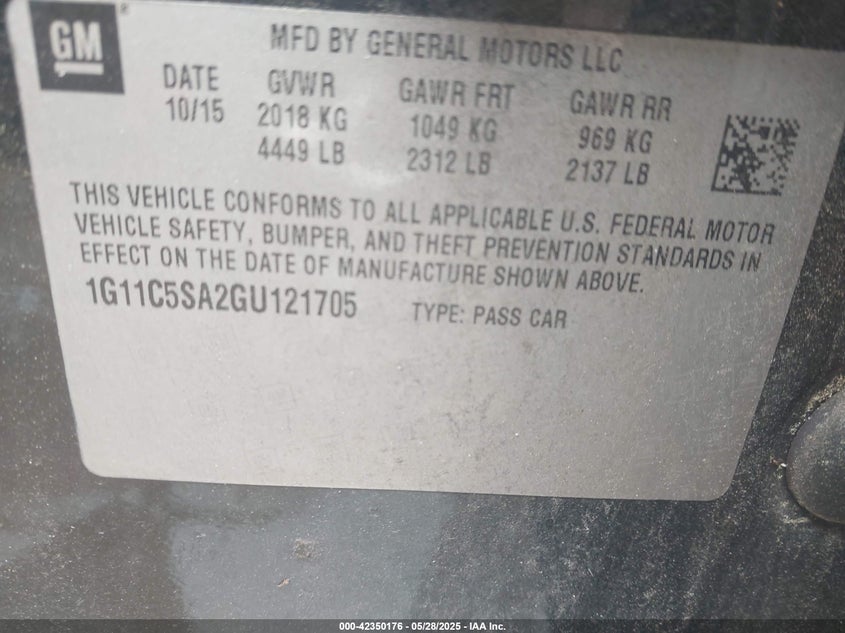 GM
MFD BY GENERAL MOTORS LLC
DATE GVWR GAWR FRT GAWR RR
10/15 2018 KG 1049 KG 969 KG
4449 LB 2312 LB 2137 LB
THIS VEHICLE CONFORMS TO ALL APPLICABLE U.S. FEDERAL MOTOR
VEHICLE SAFETY, BUMPER, AND THEFT PREVENTION STANDARDS IN
EFFECT ON THE DATE OF MANUFACTURE SHOWN ABOVE.
1G11C5SA2GU121705 TYPE: PASS CAR
000-42350176 - 05/28/2025 - IAA Inc.